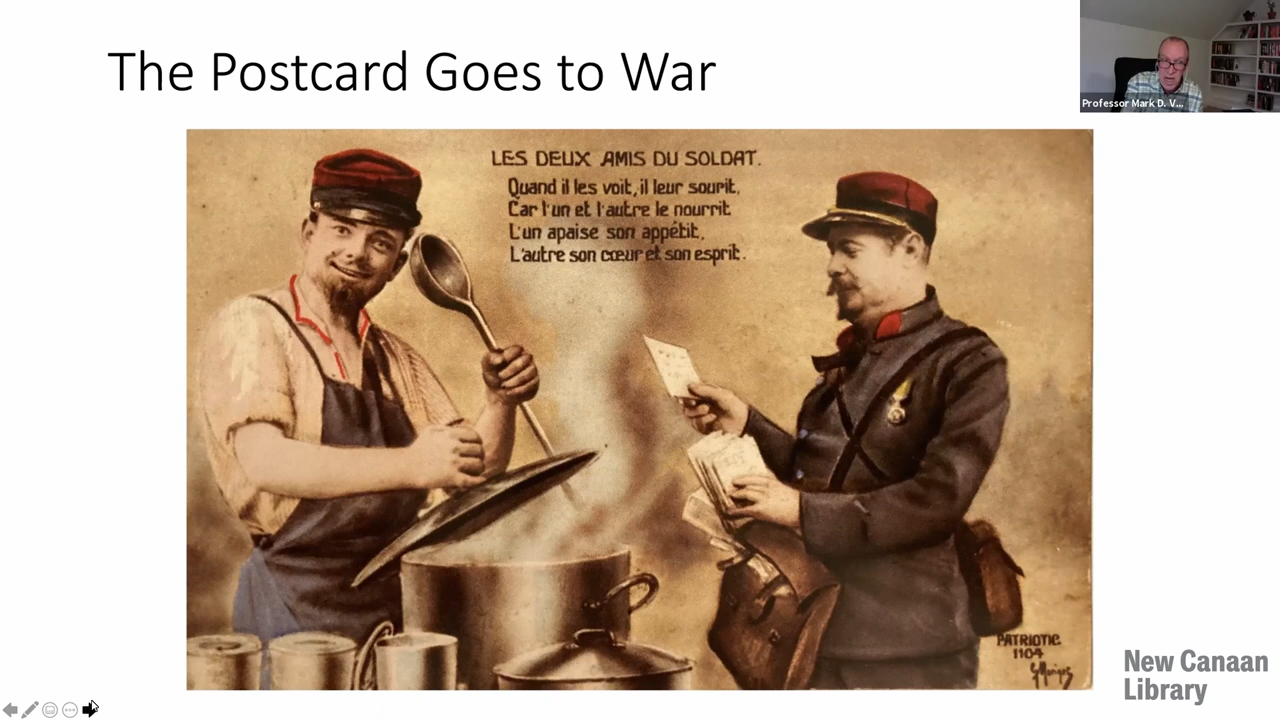 The Postcard Goes to War
Professor Mark D. V...
LES DEUX AMIS DU SOLDAT.
Quand il les voit, il leur sourit,
Car l'un et l'autre le nourrit
L'un apaise son appétit,
L'autre son cœur et son esprit.
PATRIOTIC
1104
New Canaan
Library